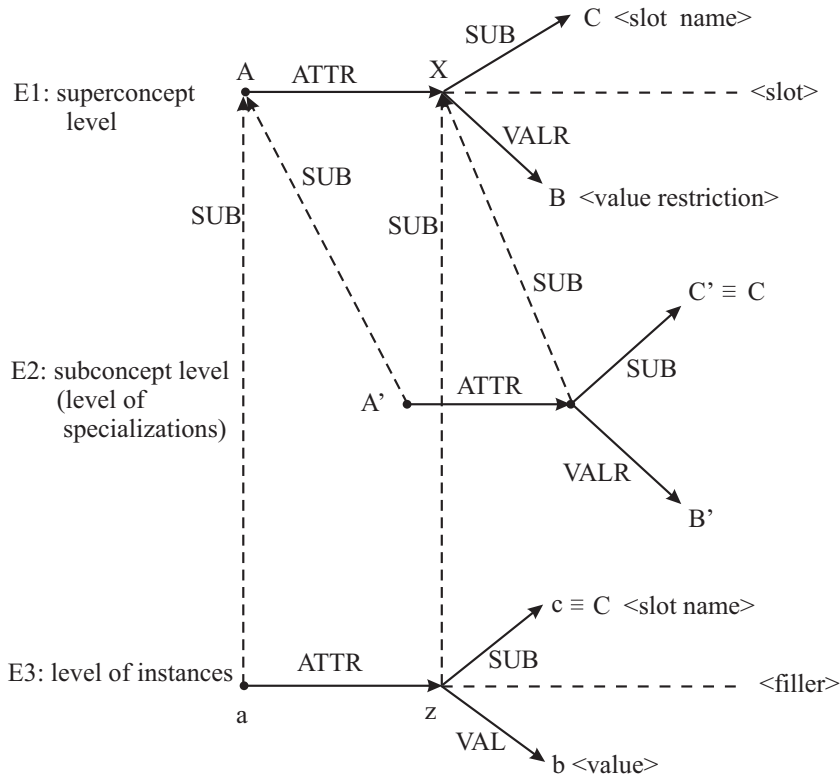 C <slot name>
SUB
A
ATTR
X
E1: superconcept
level
<slot>
VALR
SUB
B <value restriction>
SUB
SUB
SUB
C’ ≡ C
E2: subconcept level
(level of
specializations)
A’
ATTR
SUB
VALR
B’
c ≡ C <slot name>
E3: level of instances
ATTR
SUB
<filler>
a
z
VAL
b <value>